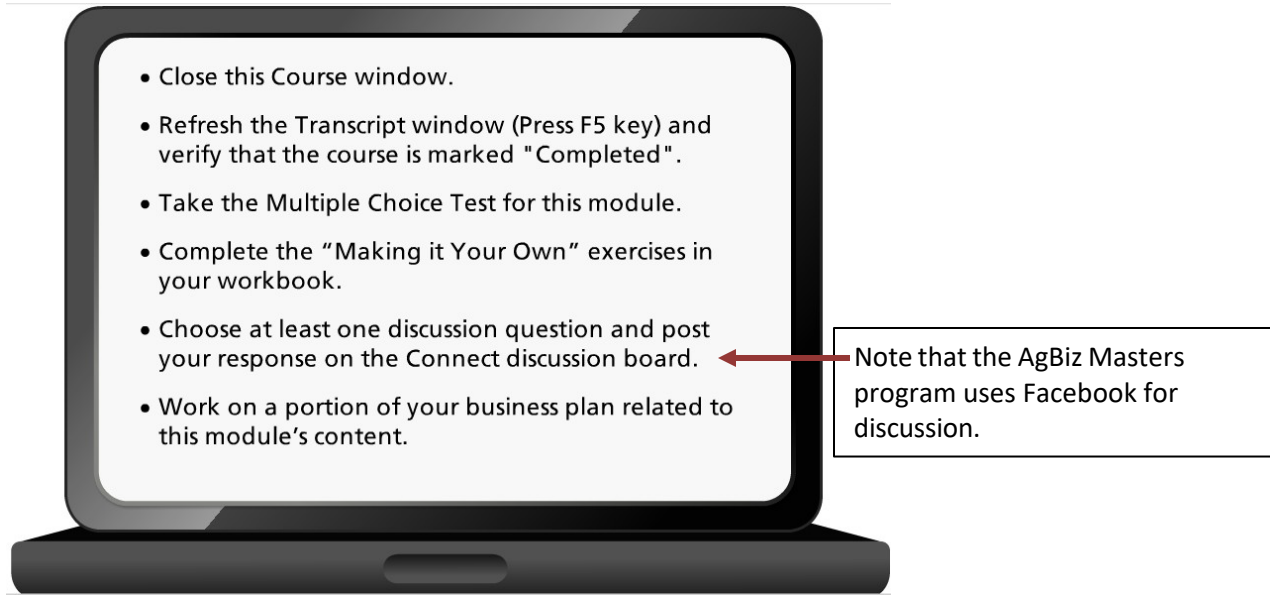 • Close this Course window.
• Refresh the Transcript window (Press F5 key) and
verify that the course is marked "Completed".
• Take the Multiple Choice Test for this module.
• Complete the “Making it Your Own” exercises in
your workbook.
• Choose at least one discussion question and post
your response on the Connect discussion board.
• Work on a portion of your business plan related to
this module’s content.
Note that the AgBiz Masters
program uses Facebook for
discussion.